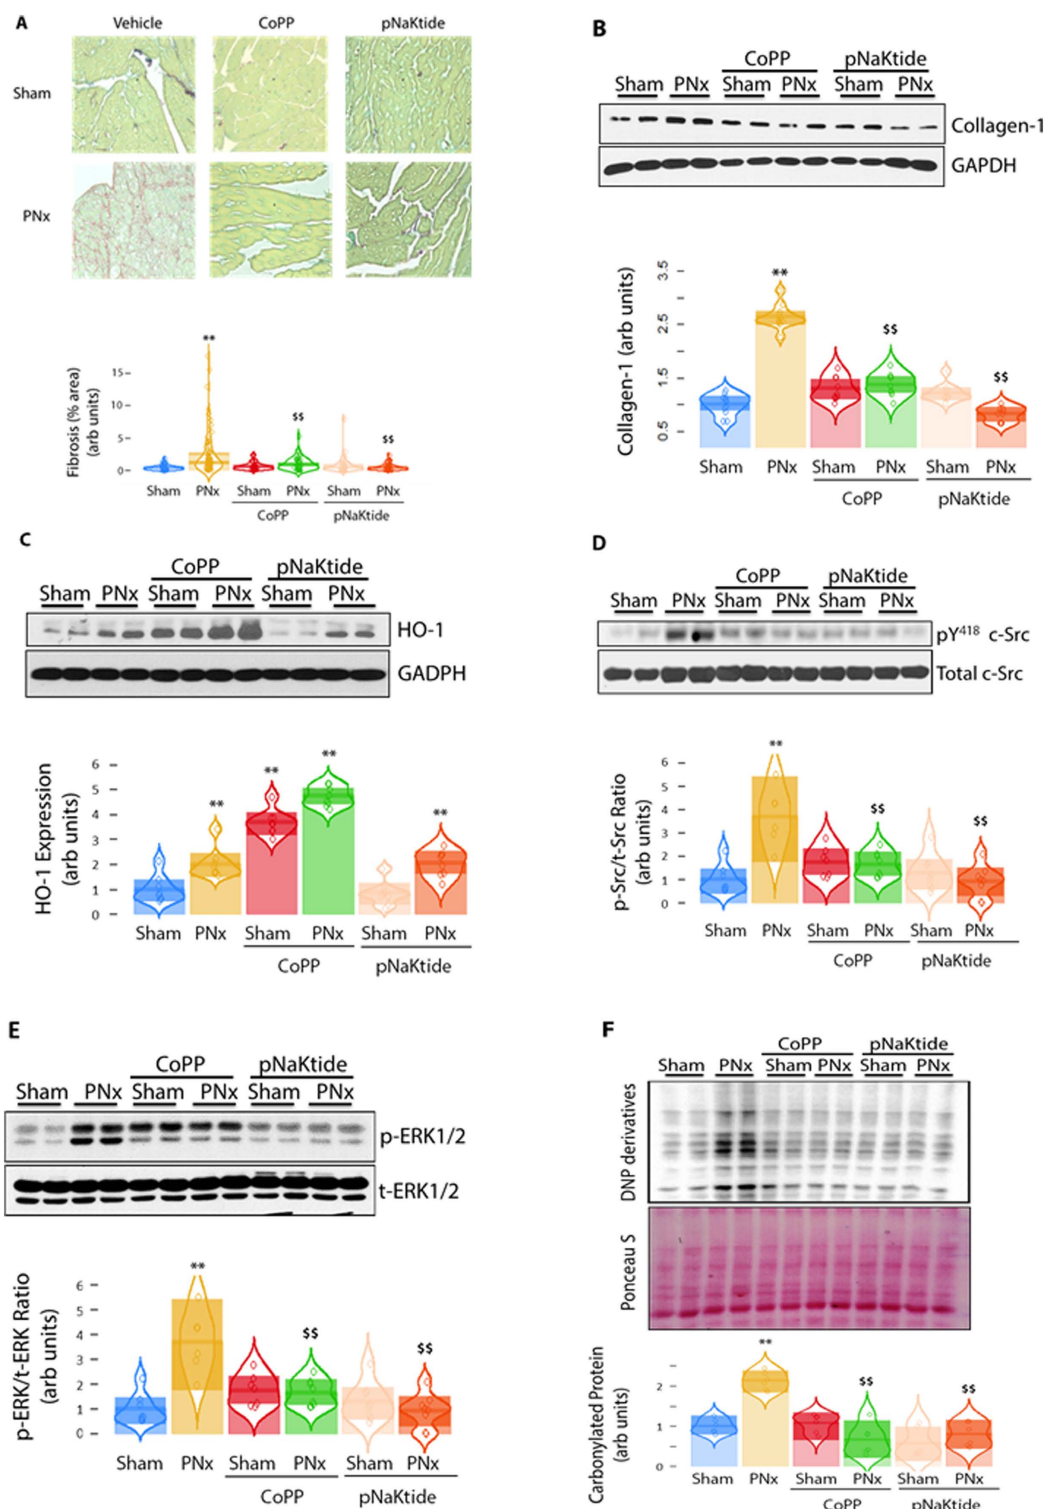 A
Vehicle CoPP pNaKtide
Sham
PNx
**
$$
$$
Fibrosis (% area)
(arb units)
15
10
5
0
Sham PNx Sham PNx Sham PNx
CoPP pNaKtide
B
CoPP pNaKtide
Sham PNx Sham PNx Sham PNx
Collagen-1
GAPDH
Collagen-1 (arb units)
3.5
2.5
1.5
0.5
**
$$
$$
Sham PNx Sham PNx Sham PNx
CoPP pNaKtide
C
CoPP pNaKtide
Sham PNx Sham PNx Sham PNx
HO-1
GADPH
HO-1 Expression
(arb units)
6
5
4
3
2
1
0
**
**
**
**
Sham PNx Sham PNx Sham PNx
CoPP pNaKtide
D
CoPP pNaKtide
Sham PNx Sham PNx Sham PNx
pY418 c-Src
Total c-Src
p-Src/t-Src Ratio
(arb units)
6
5
4
3
2
1
0
**
$$
$$
Sham PNx Sham PNx Sham PNx
CoPP pNaKtide
E
CoPP pNaKtide
Sham PNx Sham PNx Sham PNx
p-ERK1/2
t-ERK1/2
p-ERK/t-ERK Ratio
(arb units)
6
5
4
3
2
1
0
**
$$
$$
Sham PNx Sham PNx Sham PNx
CoPP pNaKtide
F
CoPP pNaKtide
Sham PNx Sham PNx Sham PNx
DNP derivatives
Ponceau S
Carbonylated Protein
(arb units)
2
1
0
**
$$
$$
Sham PNx Sham PNx Sham PNx
CoPP pNaKtide